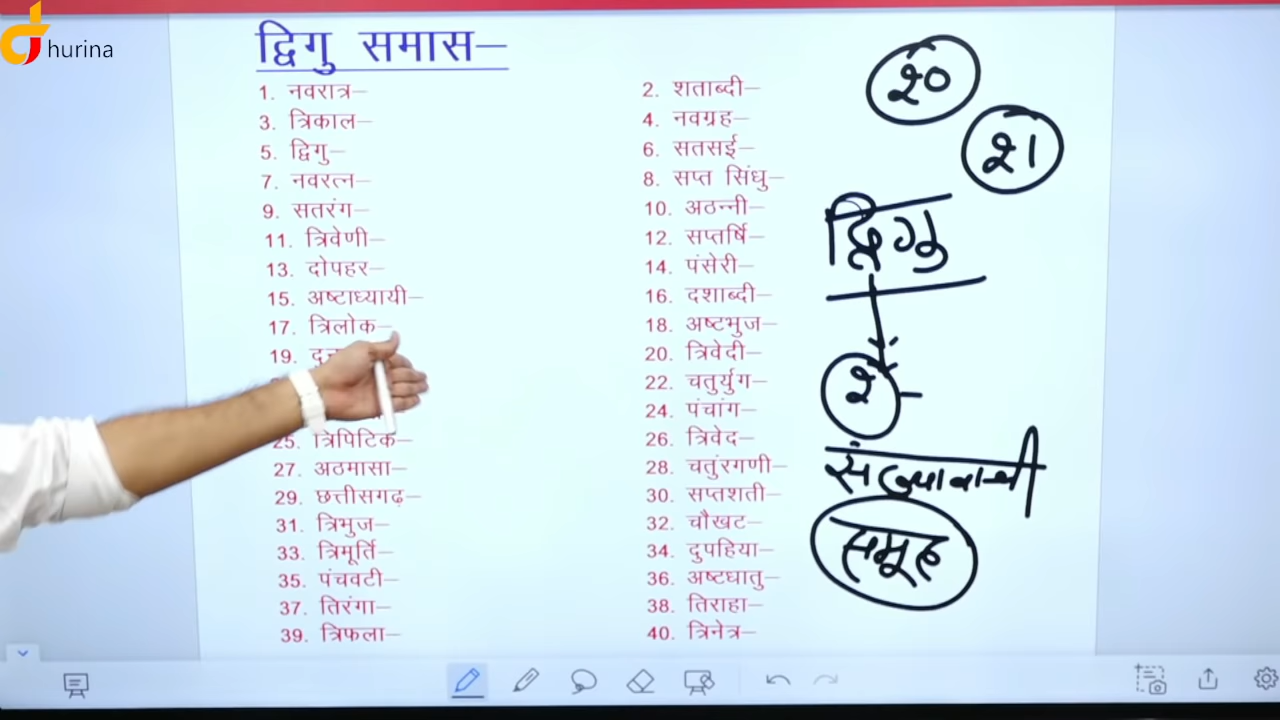 hurina
द्विगु समास–
1. नवरात्र–
2. शताब्दी–
3. त्रिकाल–
4. नवग्रह–
5. द्विगु–
6. सतसई–
7. नवरत्न–
8. सप्त सिंधु–
9. सतरंग–
10. अठन्नी–
11. त्रिवेणी–
12. सप्तर्षि–
13. दोपहर–
14. पंसेरी–
15. अष्टाध्यायी–
16. दशाब्दी–
17. त्रिलोक–
18. अष्टभुज–
19.
20. त्रिवेदी–
22. चतुर्युग–
24. पंचांग–
25. त्रिपिटिक–
26. त्रिवेद–
27. अठमासा–
28. चतुंरगणी–
29. छत्तीसगढ़–
30. सप्तशती–
31. त्रिभुज–
32. चौखट–
33. त्रिमूर्ति–
34. दुपहिया–
35. पंचवटी–
36. अष्टघातु–
37. तिरंगा–
38. तिराहा–
39. त्रिफला–
40. त्रिनेत्र–
२०
२१
द्विगु
२
संख्यावाची
समूह